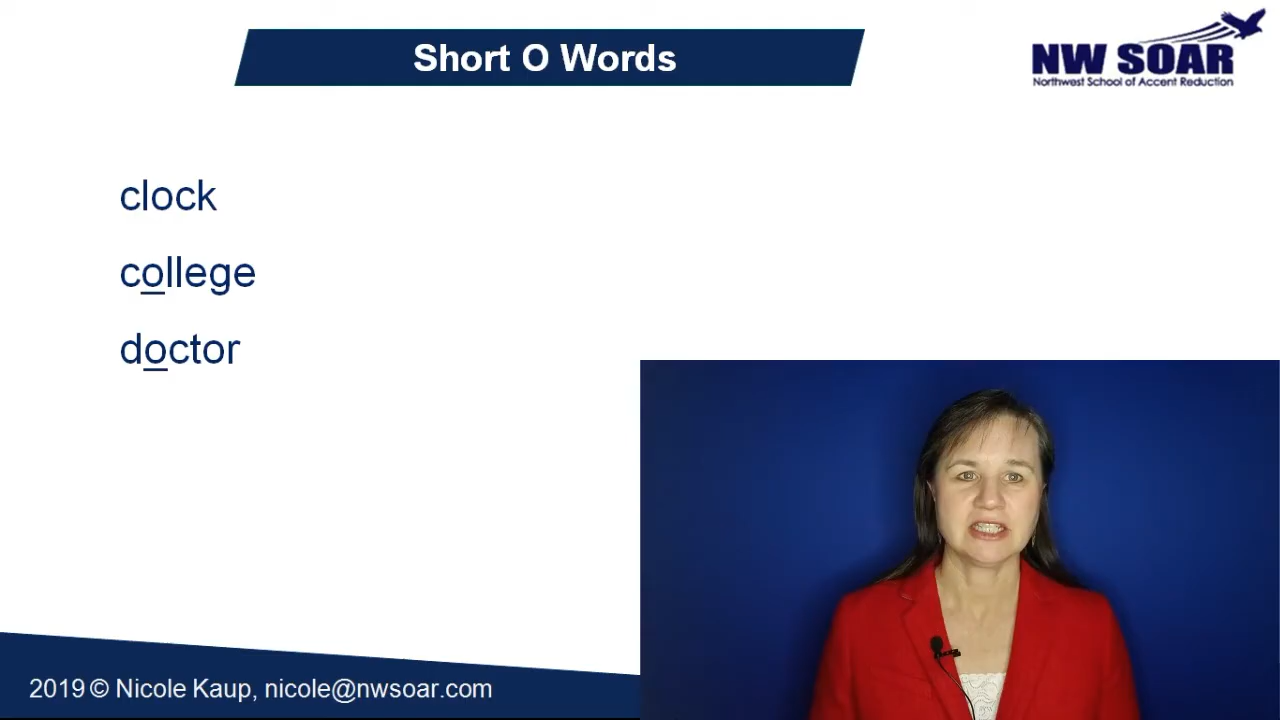 Short O Words
NW SOAR
Northwest School of Accent Reduction
clock
college
doctor
2019 © Nicole Kaup, nicole@nwsoar.com